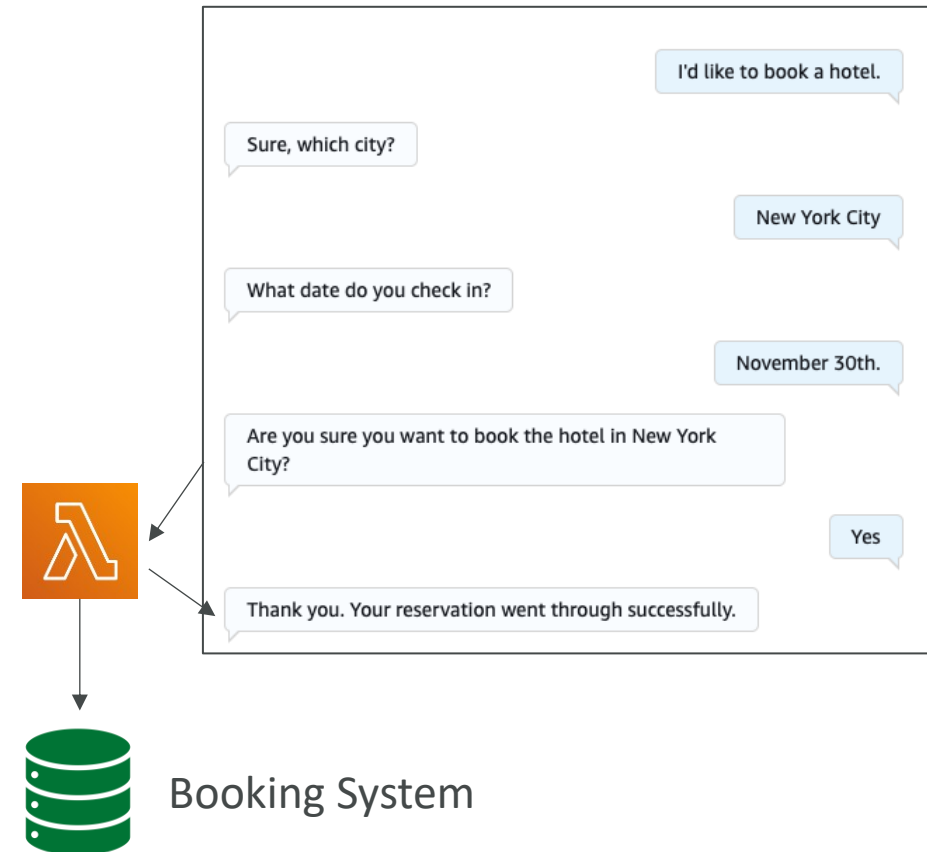 I'd like to book a hotel.
Sure, which city?
New York City
What date do you check in?
November 30th.
Are you sure you want to book the hotel in New York
City?
Yes
Thank you. Your reservation went through successfully.
Booking System